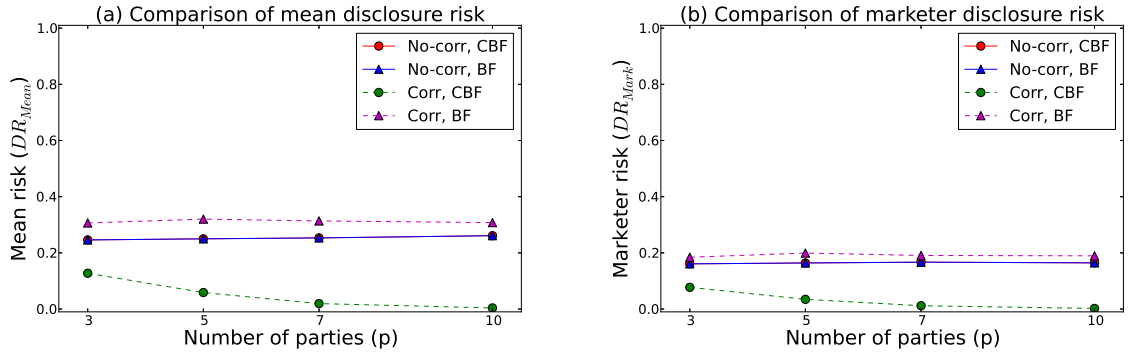 (a) Comparison of mean disclosure risk
1.0
0.8
0.6
0.4
0.2
0.0
Mean risk (DR_Mean)
No-corr, CBF
No-corr, BF
Corr, CBF
Corr, BF
3 5 7 10
Number of parties (p)
(b) Comparison of marketer disclosure risk
1.0
0.8
0.6
0.4
0.2
0.0
Marketer risk (DR_Mark)
No-corr, CBF
No-corr, BF
Corr, CBF
Corr, BF
3 5 7 10
Number of parties (p)